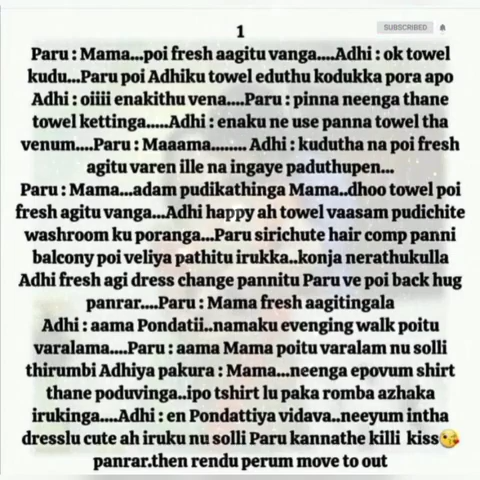 SUBSCRIBED
1
Paru : Mama...poi fresh aagitu vanga....Adhi : ok towel
kudu...Paru poi Adhiku towel eduthu kodukka pora apo
Adhi : oiiii enakithu vena....Paru : pinna neenga thane
towel kettinga.....Adhi : enaku ne use panna towel tha
venum....Paru : Maaama........ Adhi : kudutha na poi fresh
agitu varen ille na ingaye paduthupen...
Paru : Mama...adam pudikathinga Mama..dhoo towel poi
fresh agitu vanga...Adhi happy ah towel vaasam pudichite
washroom ku poranga...Paru sirichute hair comp panni
balcony poi veliya pathitu irukka..konja nerathukulla
Adhi fresh agi dress change pannitu Paru ve poi back hug
panrar....Paru : Mama fresh aagitingala
Adhi : aama Pondatii..namaku evenging walk poitu
varalama....Paru : aama Mama poitu varalam nu solli
thirumbi Adhiya pakura : Mama...neenga epovum shirt
thane poduvinga..ipo tshirt lu paka romba azhaka
irukinga....Adhi : en Pondattiya vidava..neeyum intha
dresslu cute ah iruku nu solli Paru kannathe killi kiss😘
panrar.then rendu perum move to out